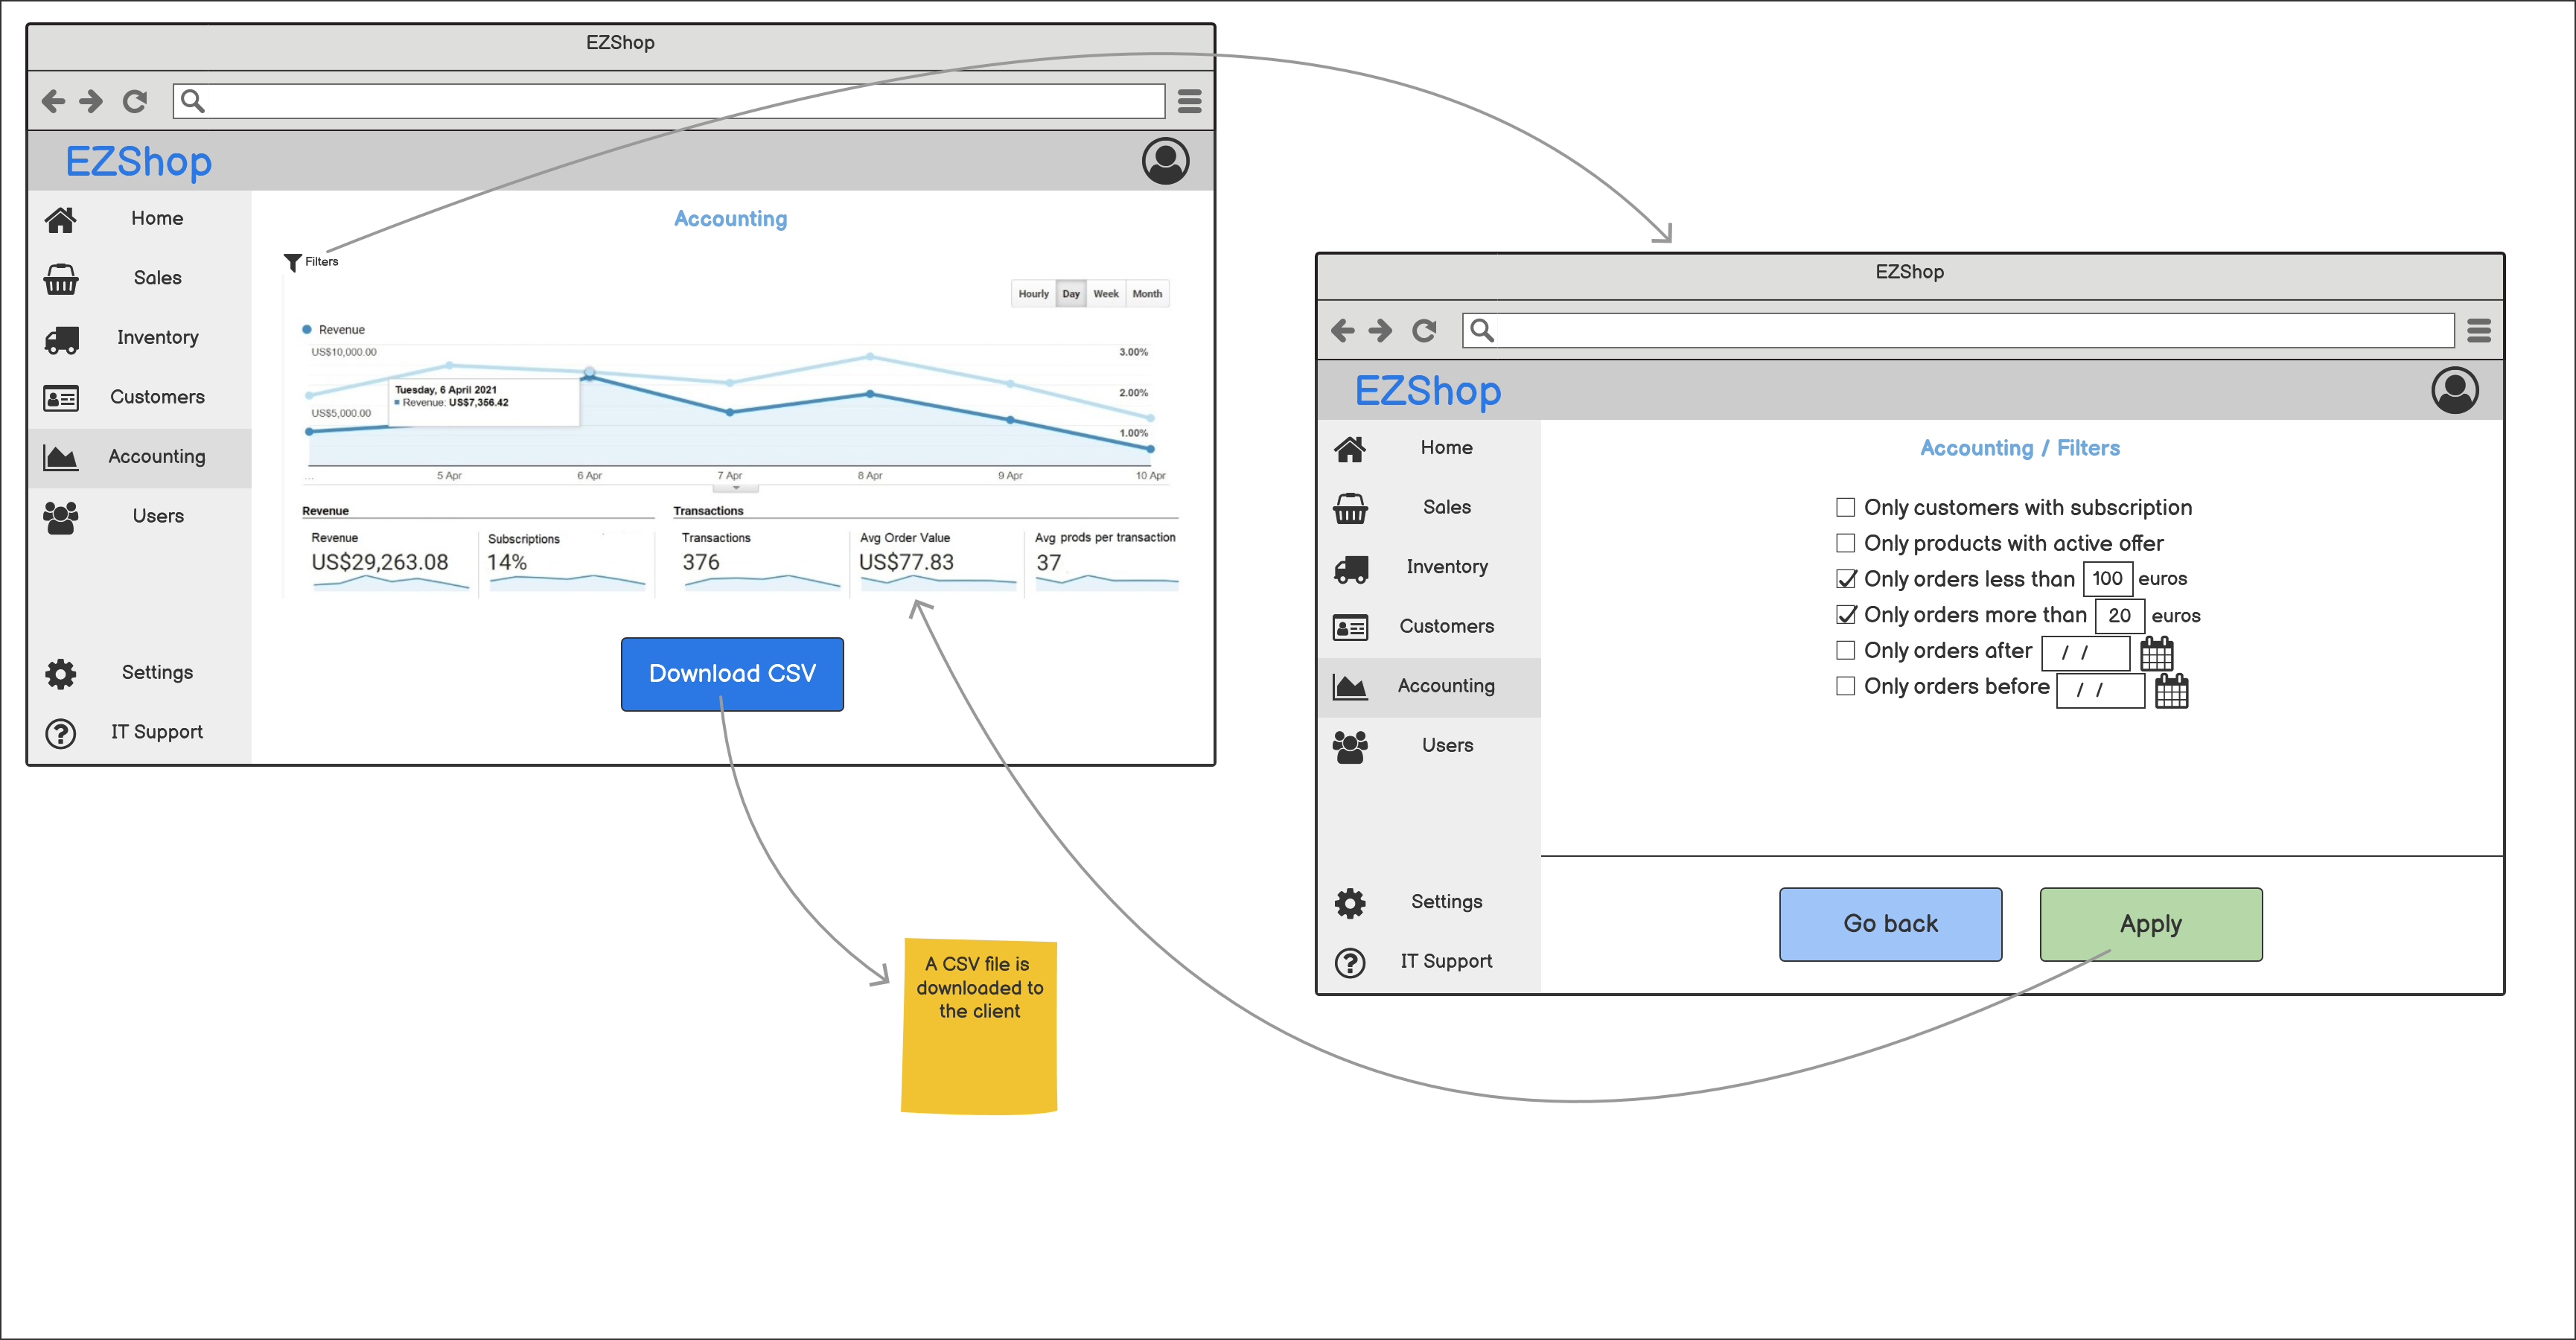 EZShop
EZShop
Home
Sales
Inventory
Customers
Accounting
Users
Settings
IT Support
Accounting
Filters
Hourly Day Week Month
Revenue
US$10,000.00 3.00%
2.00%
US$5,000.00
1.00%
Tuesday, 6 April 2021
Revenue: US$7,356.42
... 5 Apr 6 Apr 7 Apr 8 Apr 9 Apr 10 Apr
Revenue Transactions
Revenue Subscriptions Transactions Avg Order Value Avg prods per transaction
US$29,263.08 14% 376 US$77.83 37
Download CSV
A CSV file is
downloaded to
the client
EZShop
EZShop
Home
Sales
Inventory
Customers
Accounting
Users
Settings
IT Support
Accounting / Filters
Only customers with subscription
Only products with active offer
Only orders less than 100 euros
Only orders more than 20 euros
Only orders after / /
Only orders before / /
Go back Apply